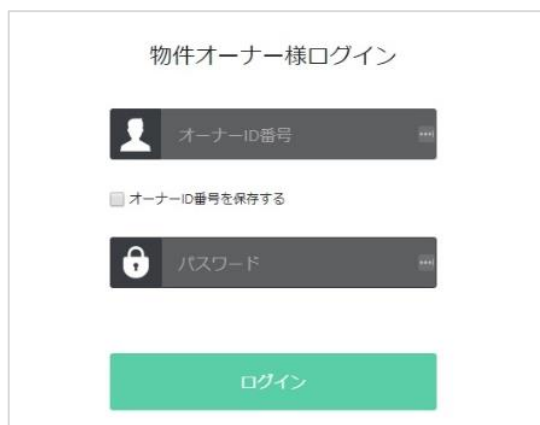 物件オーナー様ログイン
オーナーID番号
オーナーID番号を保存する
パスワード
ログイン